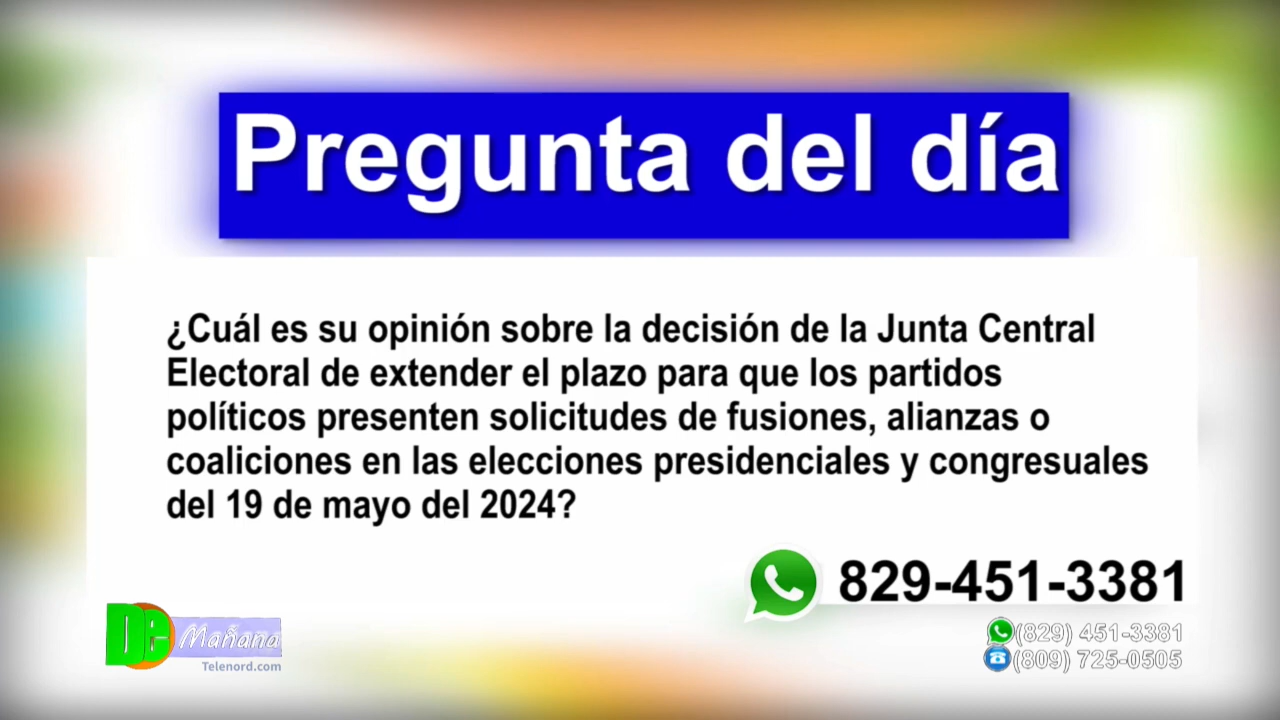 Pregunta del día
¿Cuál es su opinión sobre la decisión de la Junta Central
Electoral de extender el plazo para que los partidos
políticos presenten solicitudes de fusiones, alianzas o
coaliciones en las elecciones presidenciales y congresuales
del 19 de mayo del 2024?
829-451-3381
De Mañana
Telenord.com
(829) 451-3381
(809) 725-0505